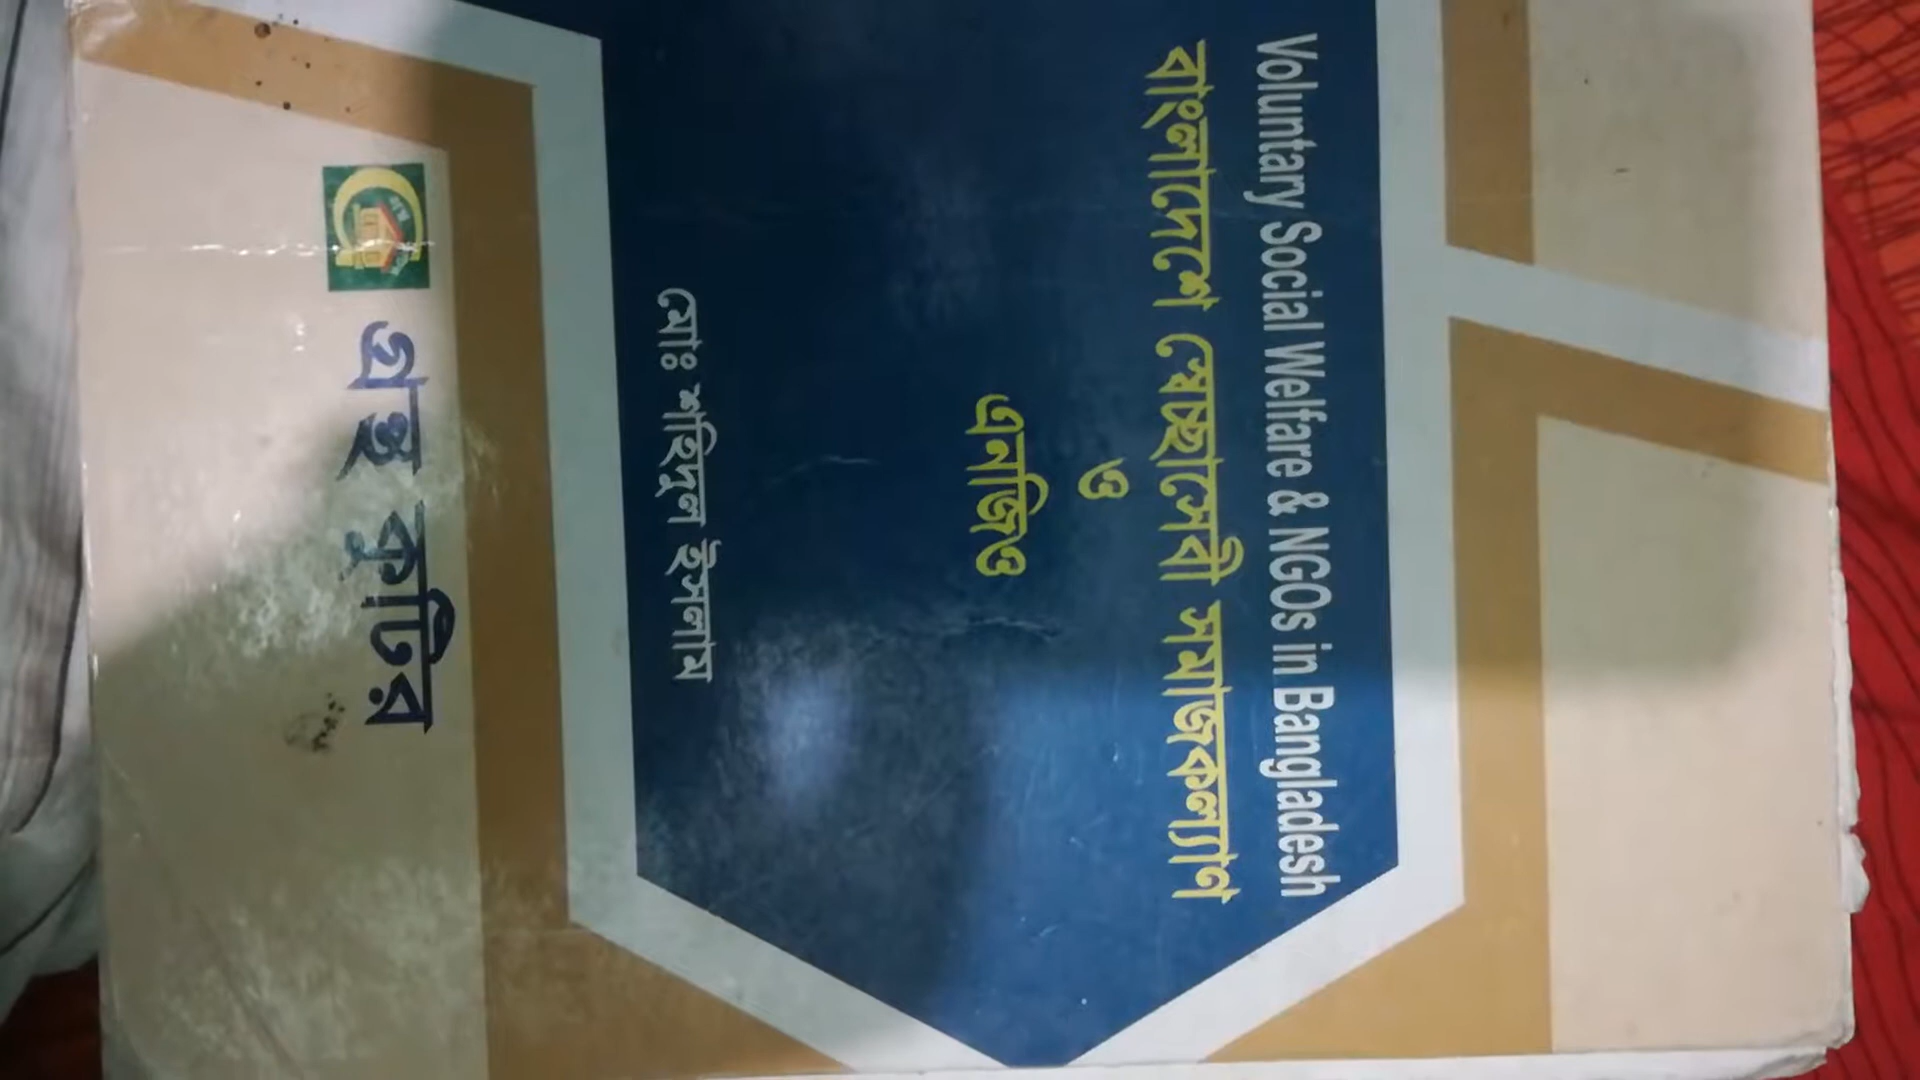 Voluntary Social Welfare & NGOs in Bangladesh
বাংলাদেশে স্বেচ্ছাসেবী সমাজকল্যাণ
ও
এনজিও
মোঃ শহিদুল ইসলাম
গ্রন্থ কুটির